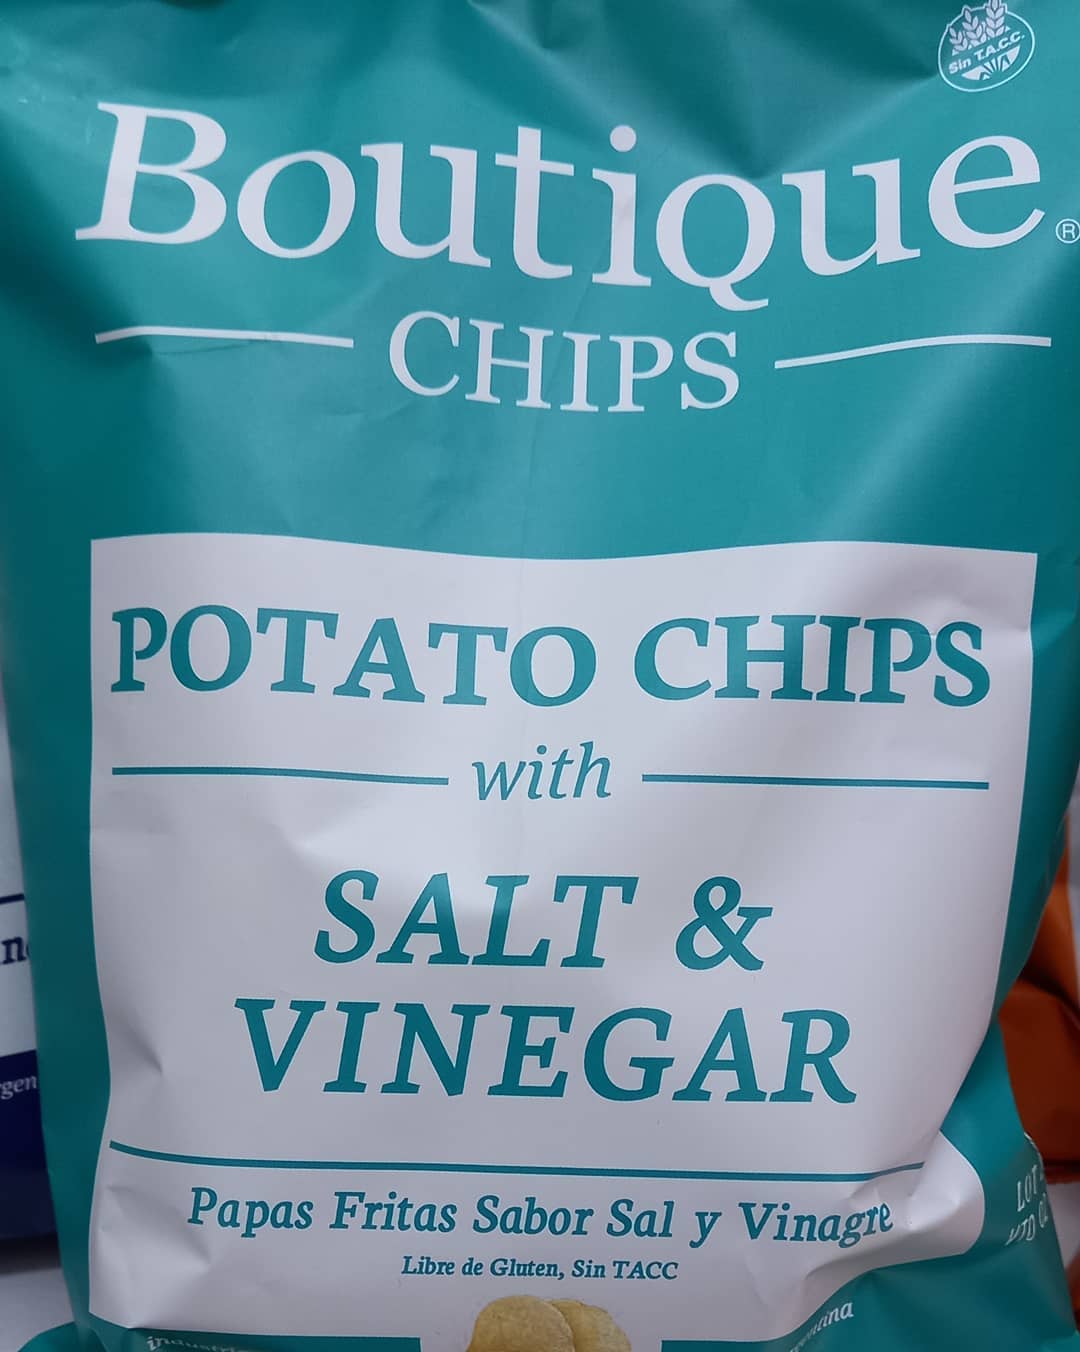 Sin T.A.C.C.
Boutique®
CHIPS
POTATO CHIPS
with
SALT &
VINEGAR
Papas Fritas Sabor Sal y Vinagre
Libre de Gluten, Sin TACC